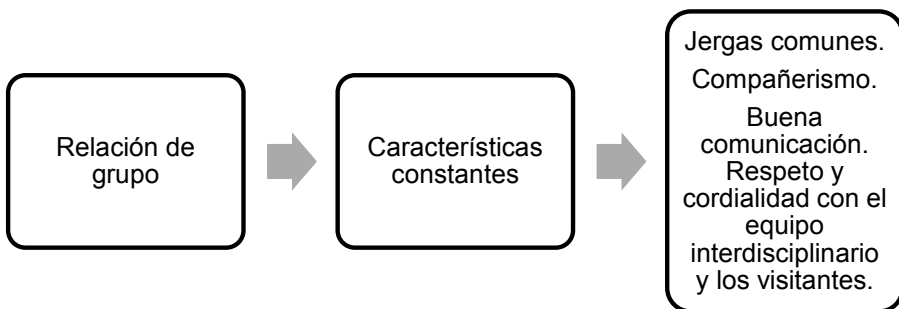 Relación de
grupo
Características
constantes
Jergas comunes.
Compañerismo.
Buena
comunicación.
Respeto y
cordialidad con el
equipo
interdisciplinario
y los visitantes.